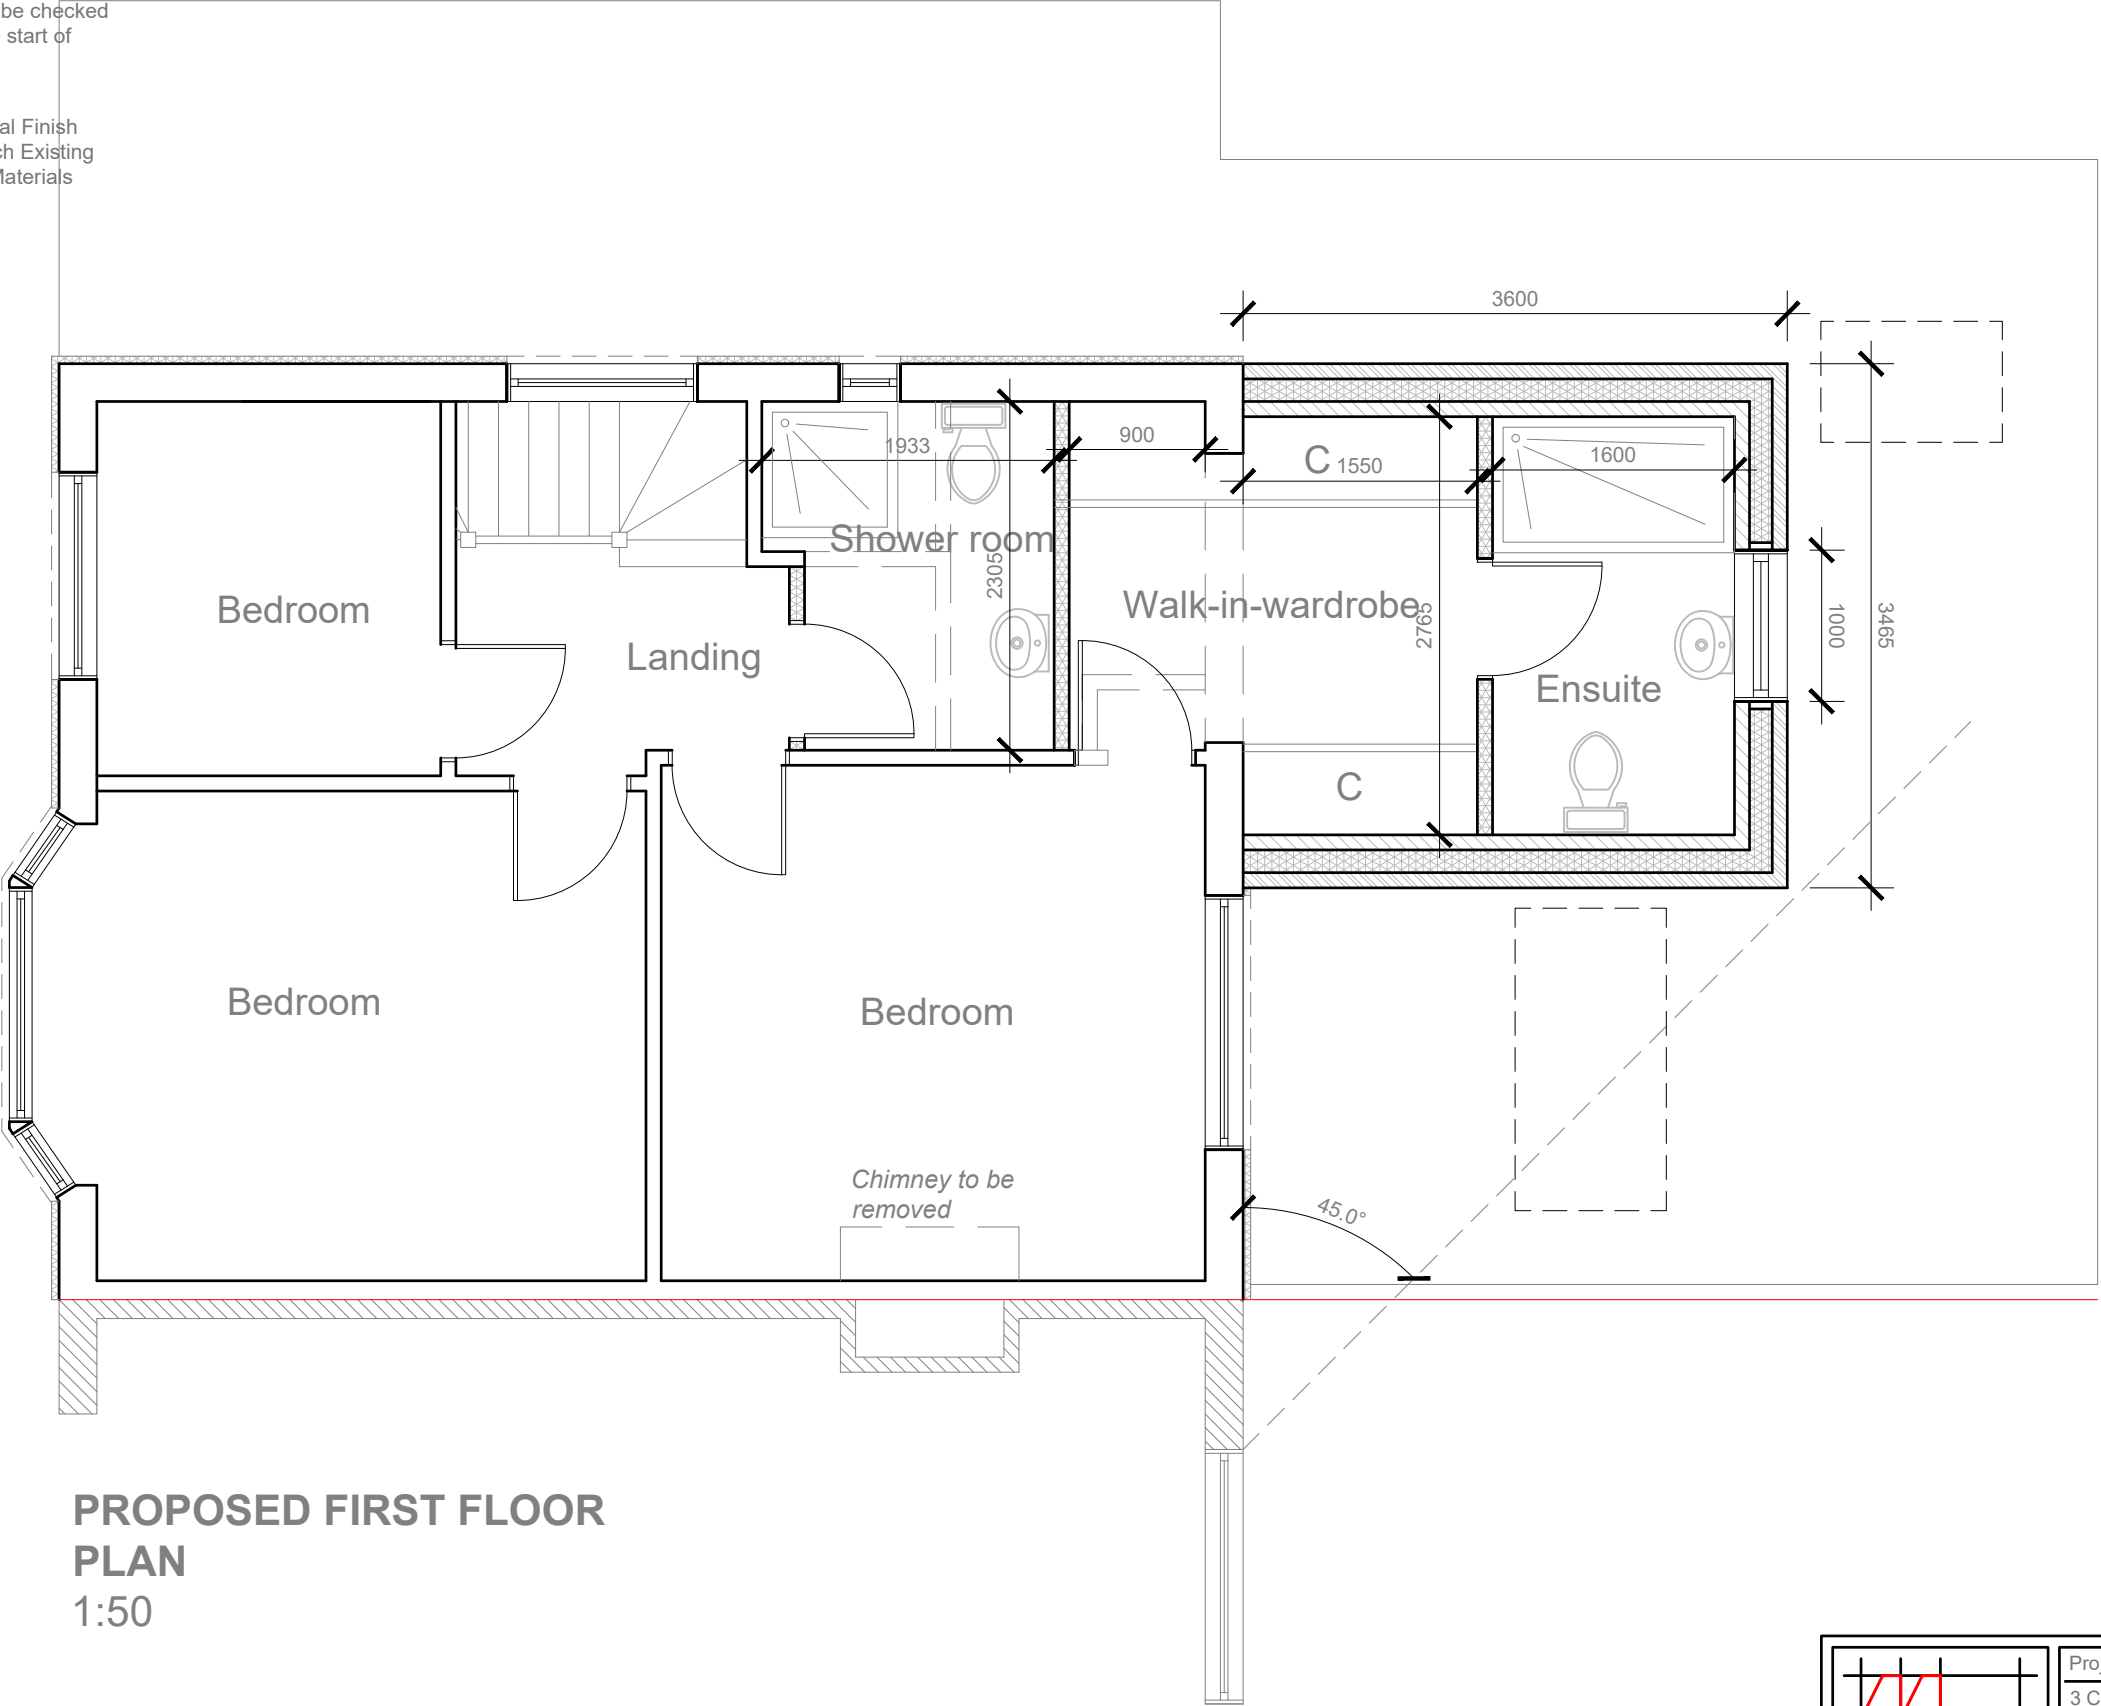 be checked
start of
al Finish
ch Existing
Materials
3600
1933
900
C 1550
1600
Shower room
2305
Bedroom
Walk-in-wardrobe
2765
1000
3465
Landing
Ensuite
C
Bedroom
Bedroom
Chimney to be
removed
45.0°
PROPOSED FIRST FLOOR
PLAN
1:50
Pro
3 C